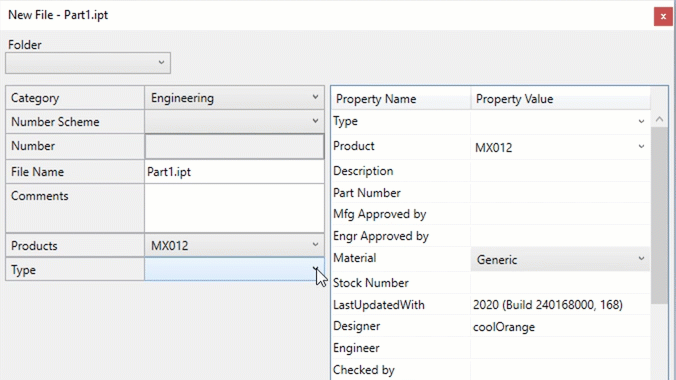 New File - Part1.ipt
x
Folder
Category Engineering
Number Scheme
Number
File Name Part1.ipt
Comments
Products MX012
Type
Property Name Property Value
Type
Product MX012
Description
Part Number
Mfg Approved by
Engr Approved by
Material Generic
Stock Number
LastUpdatedWith 2020 (Build 240168000, 168)
Designer coolOrange
Engineer
Checked by